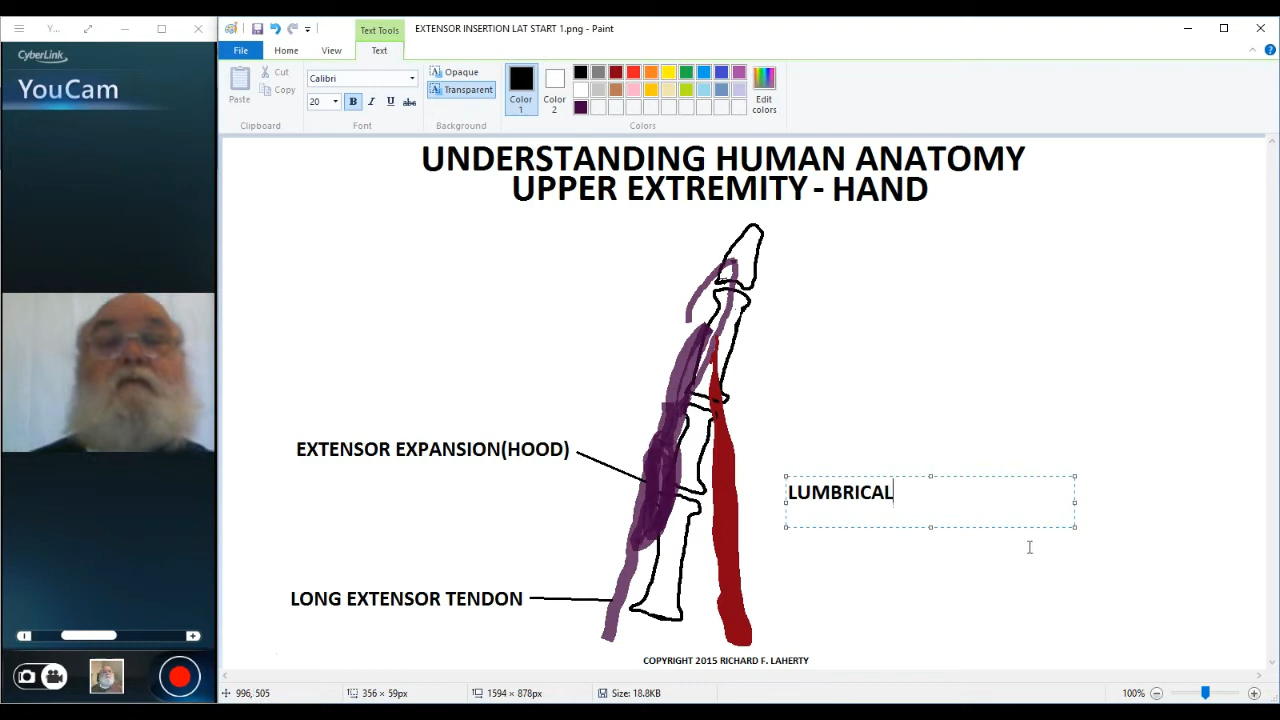 Y...
CyberLink
YouCam
Text Tools
EXTENSOR INSERTION LAT START 1.png - Paint
File
Home
View
Text
Paste
Cut
Copy
Clipboard
Calibri
20
B
I
U
abc
Font
Opaque
Transparent
Background
Color 1
Color 2
Edit colors
Colors
UNDERSTANDING HUMAN ANATOMY
UPPER EXTREMITY - HAND
EXTENSOR EXPANSION(HOOD)
LUMBRICAL
LONG EXTENSOR TENDON
COPYRIGHT 2015 RICHARD F. LAHERTY
996, 505
356 × 59px
1594 × 878px
Size: 18.8KB
100%